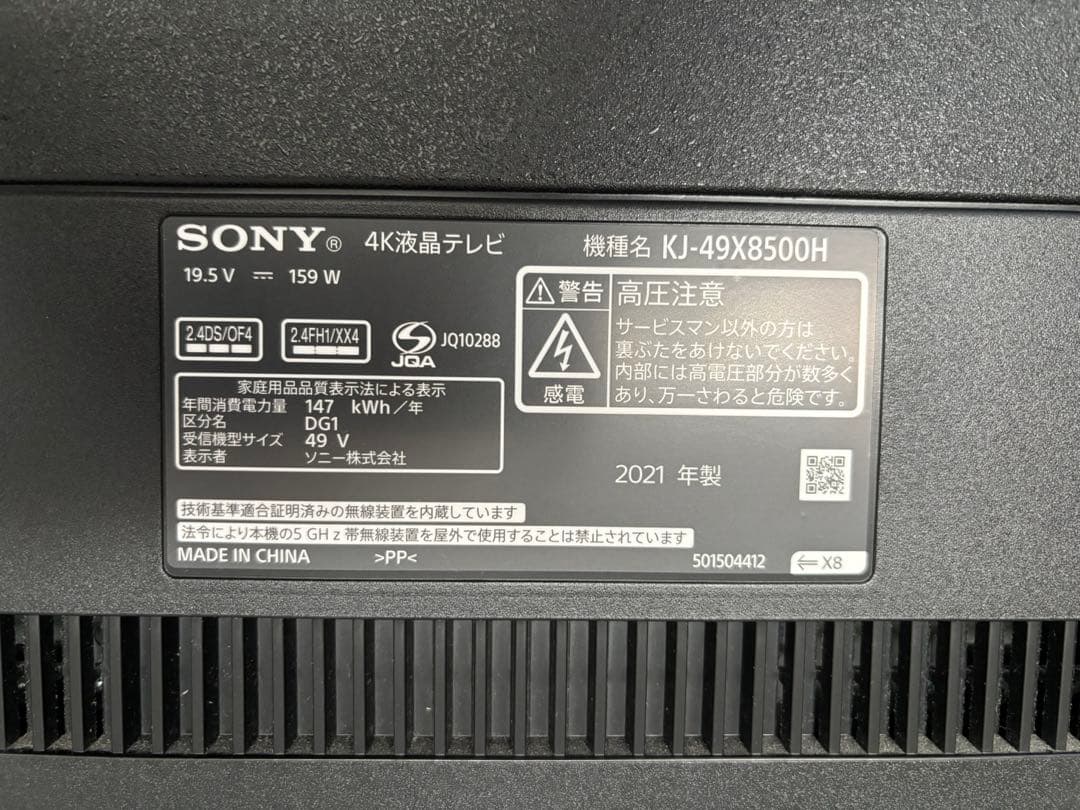 SONY® 4K液晶テレビ 機種名 KJ-49X8500H
19.5 V ⎓ 159 W
2.4DS/OF4 2.4FH1/XX4 JQA JQ10288
⚠警告 高圧注意
感電
サービスマン以外の方は
裏ぶたをあけないでください。
内部には高電圧部分が数多く
あり、万一さわると危険です。
家庭用品品質表示法による表示
年間消費電力量 147 kWh/年
区分名 DG1
受信機型サイズ 49 V
表示者 ソニー株式会社
2021 年製
技術基準適合証明済みの無線装置を内蔵しています
法令により本機の5 GHz帯無線装置を屋外で使用することは禁止されています
MADE IN CHINA >PP< 501504412 ⇐ X8